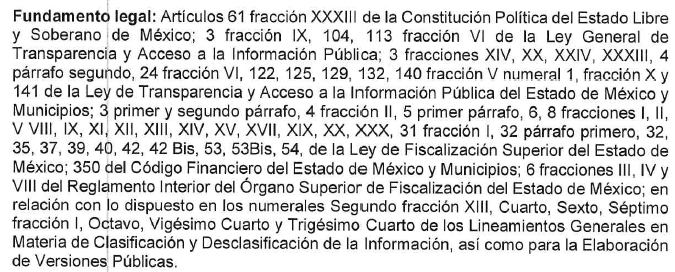 Fundamento legal: Artículos 61 fracción XXXIII de la Constitución Política del Estado Libre
y Soberano de México; 3 fracción IX, 104, 113 fracción VI de la Ley General de
Transparencia y Acceso a la Información Pública; 3 fracciones XIV, XX, XXIV, XXXIII, 4
párrafo segundo, 24 fracción VI, 122, 125, 129, 132, 140 fracción V numeral 1, fracción X y
141 de la Ley de Transparencia y Acceso a la Información Pública del Estado de México y
Municipios; 3 primer y segundo párrafo, 4 fracción II, 5 primer párrafo, 6, 8 fracciones I, II,
V VIII, IX, XI, XII, XIII, XIV, XV, XVII, XIX, XX, XXX, 31 fracción I, 32 párrafo primero, 32,
35, 37, 39, 40, 42, 42 Bis, 53, 53Bis, 54, de la Ley de Fiscalización Superior del Estado de
México; 350 del Código Financiero del Estado de México y Municipios; 6 fracciones III, IV y
VIII del Reglamento Interior del Órgano Superior de Fiscalización del Estado de México; en
relación con lo dispuesto en los numerales Segundo fracción XIII, Cuarto, Sexto, Séptimo
fracción I, Octavo, Vigésimo Cuarto y Trigésimo Cuarto de los Lineamientos Generales en
Materia de Clasificación y Desclasificación de la Información, así como para la Elaboración
de Versiones Públicas.